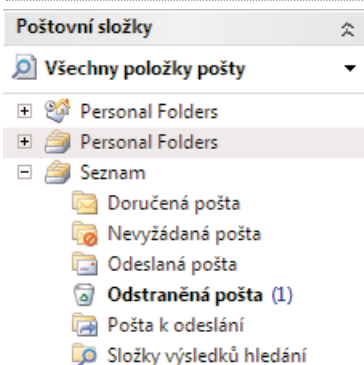 Poštovní složky
Všechny položky pošty
Personal Folders
Personal Folders
Seznam
Doručená pošta
Nevyžádaná pošta
Odeslaná pošta
Odstraněná pošta (1)
Pošta k odeslání
Složky výsledků hledání